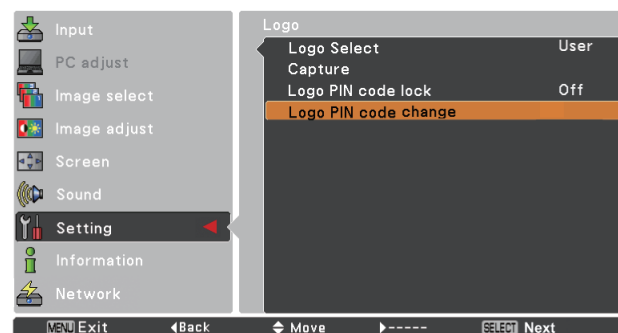 Input
PC adjust
Image select
Image adjust
Screen
Sound
Setting
Information
Network
Logo
Logo Select User
Capture
Logo PIN code lock Off
Logo PIN code change
MENU Exit Back Move ----- SELECT Next